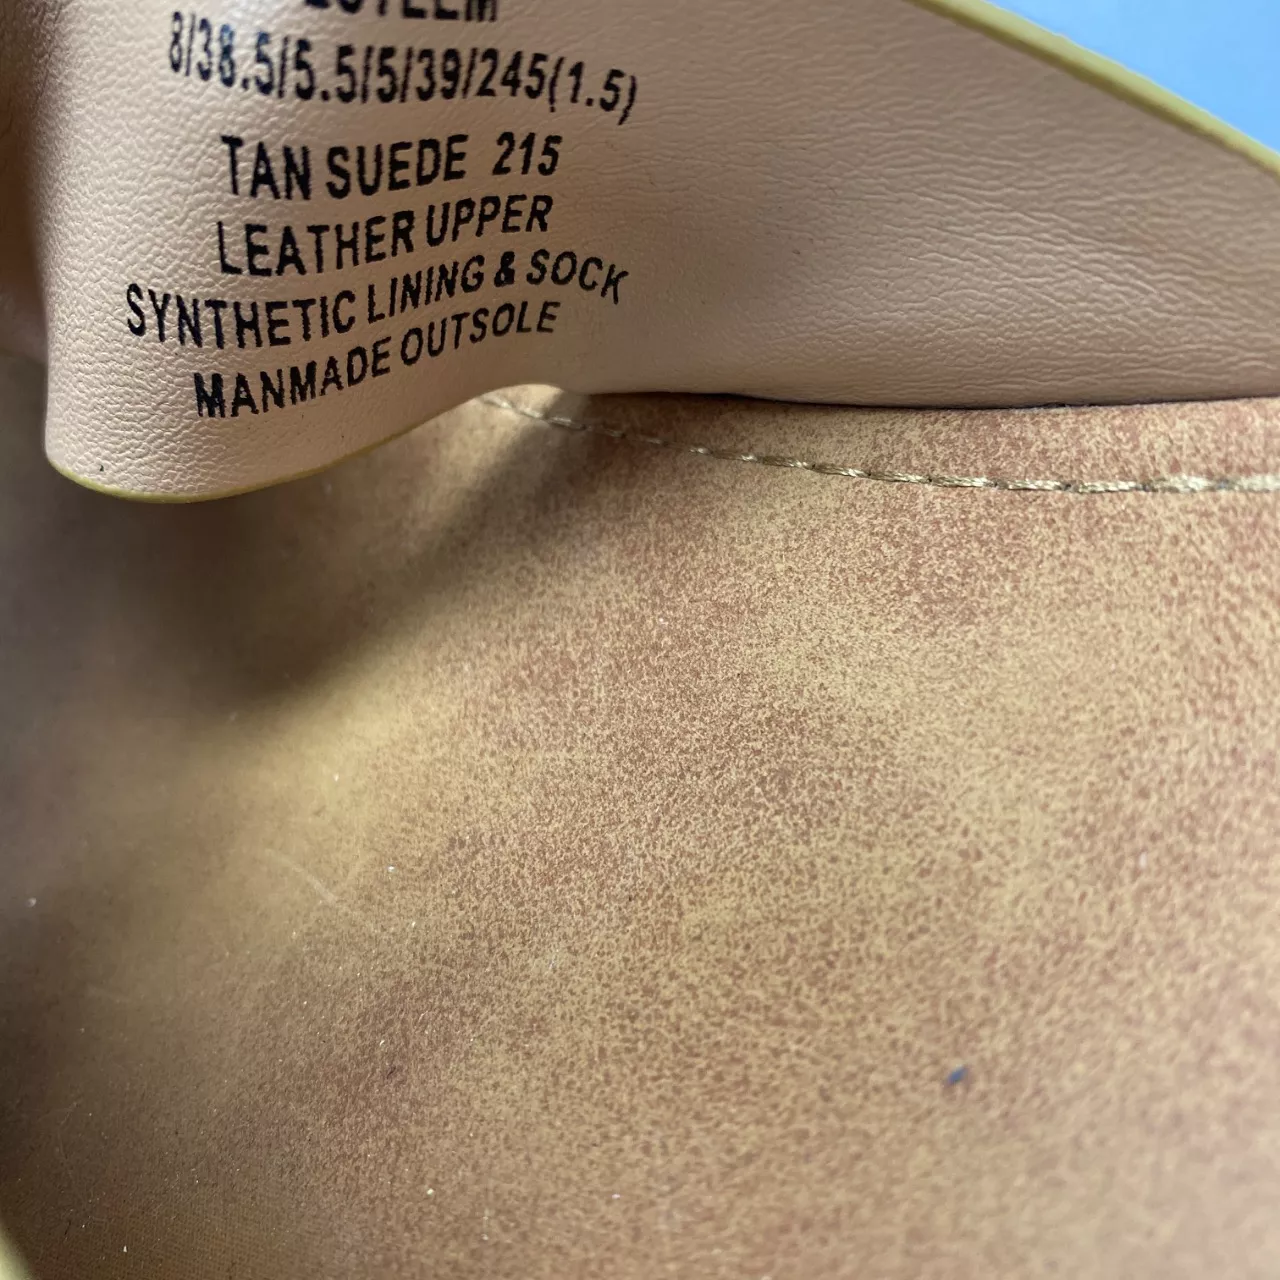 ESTEEM
8/38.5/5.5/5/39/245(1.5)
TAN SUEDE 215
LEATHER UPPER
SYNTHETIC LINING & SOCK
MANMADE OUTSOLE